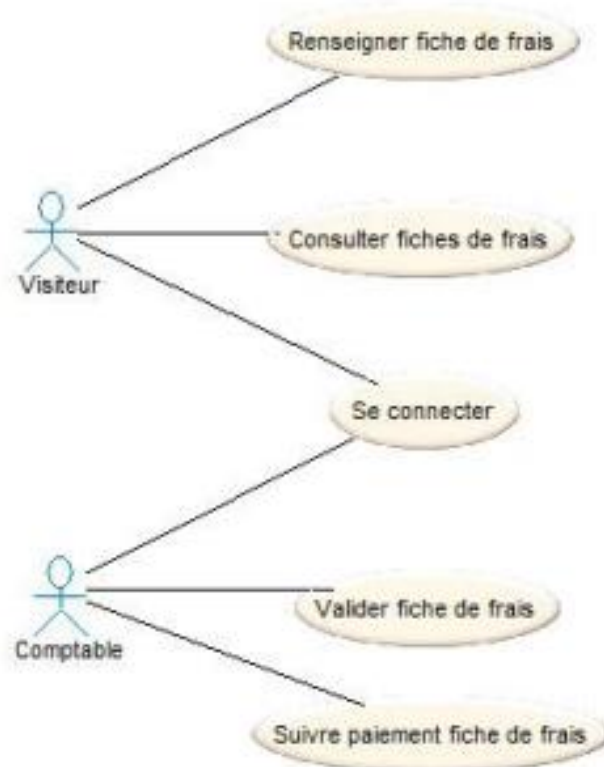 Renseigner fiche de frais
Consulter fiches de frais
Visiteur
Se connecter
Valider fiche de frais
Comptable
Suivre paiement fiche de frais